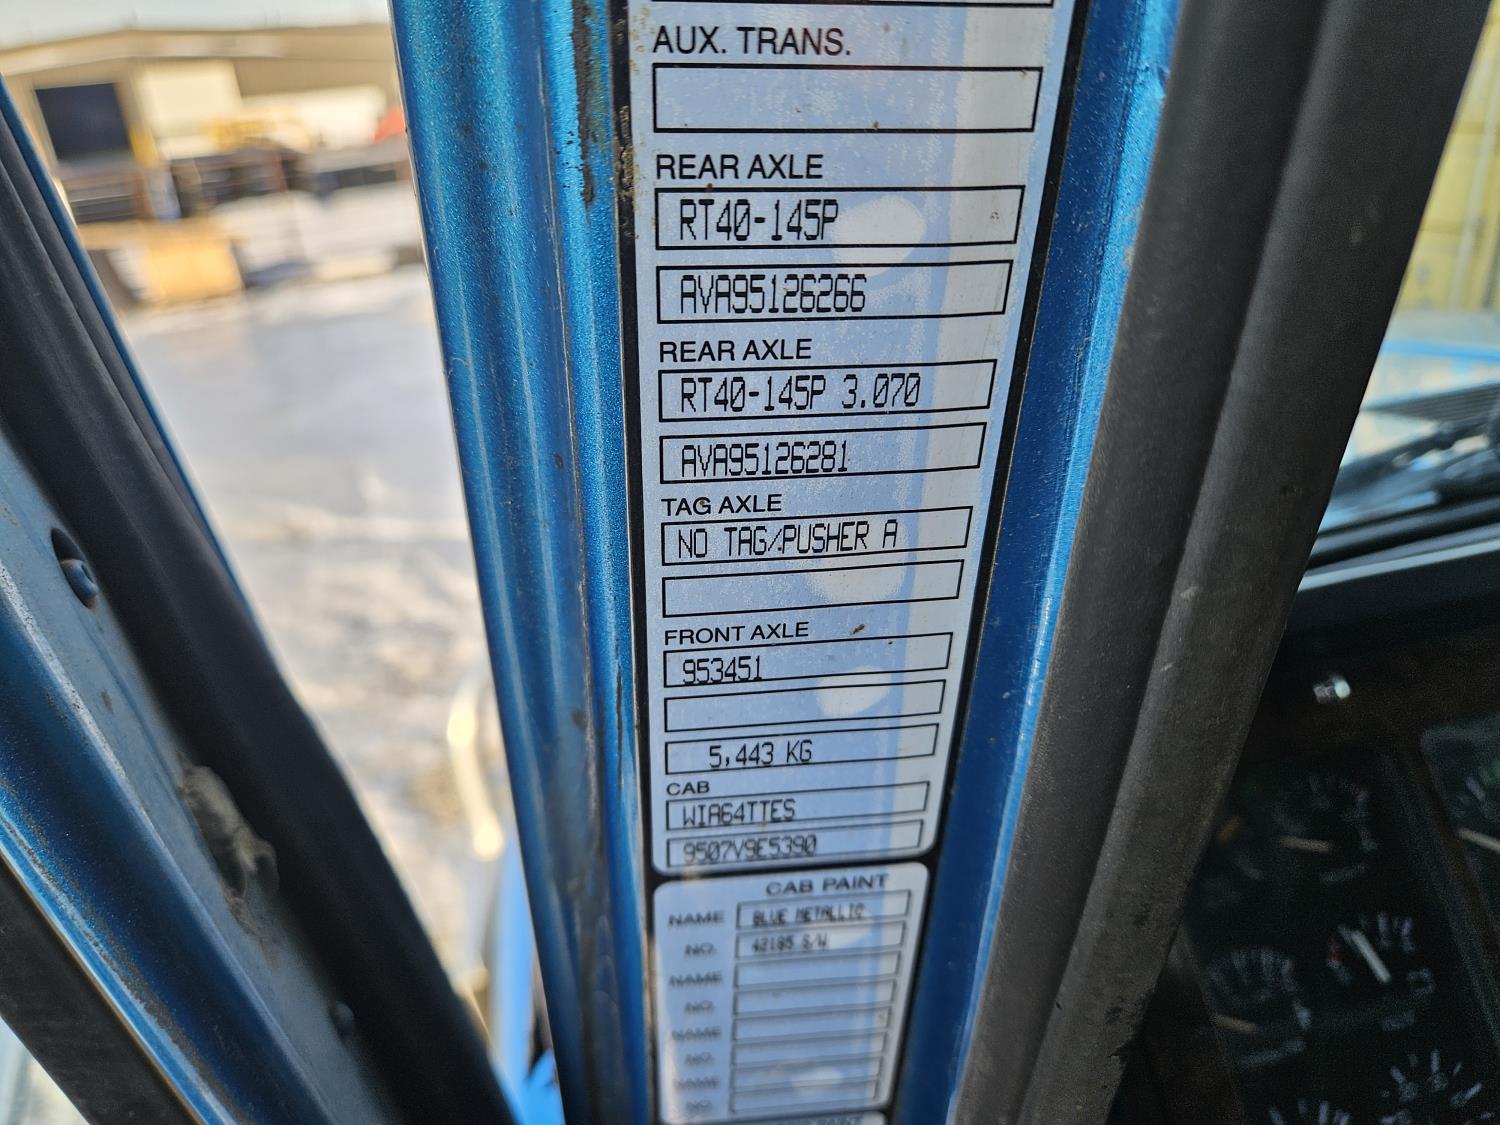 AUX. TRANS.
REAR AXLE
RT40-145P
AVA95126266
REAR AXLE
RT40-145P 3.070
AVA95126281
TAG AXLE
NO TAG/PUSHER A
FRONT AXLE
953451
5,443 KG
CAB
WIA64TTES
9507V9E5390
CAB PAINT
NAME BLUE METALLIC
NO. 42185 S/W
NAME
NO.
NAME
NO.
NAME
NO.